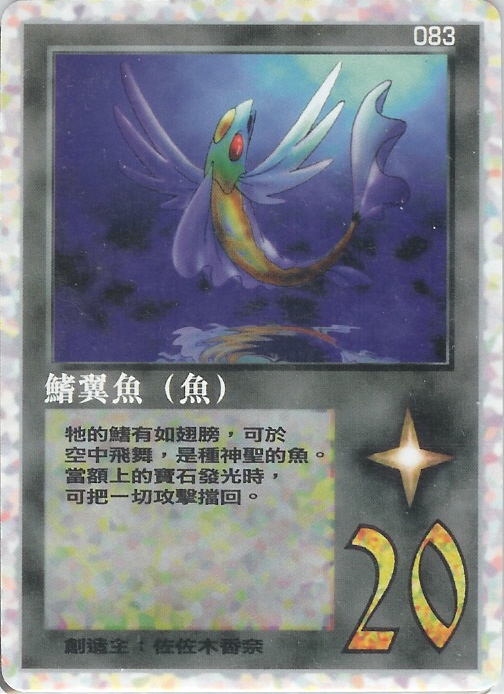 083
鰭翼魚（魚）
牠的鰭有如翅膀，可於
空中飛舞，是種神聖的魚。
當額上的寶石發光時，
可把一切攻擊擋回。
20
創造主：佐佐木香奈